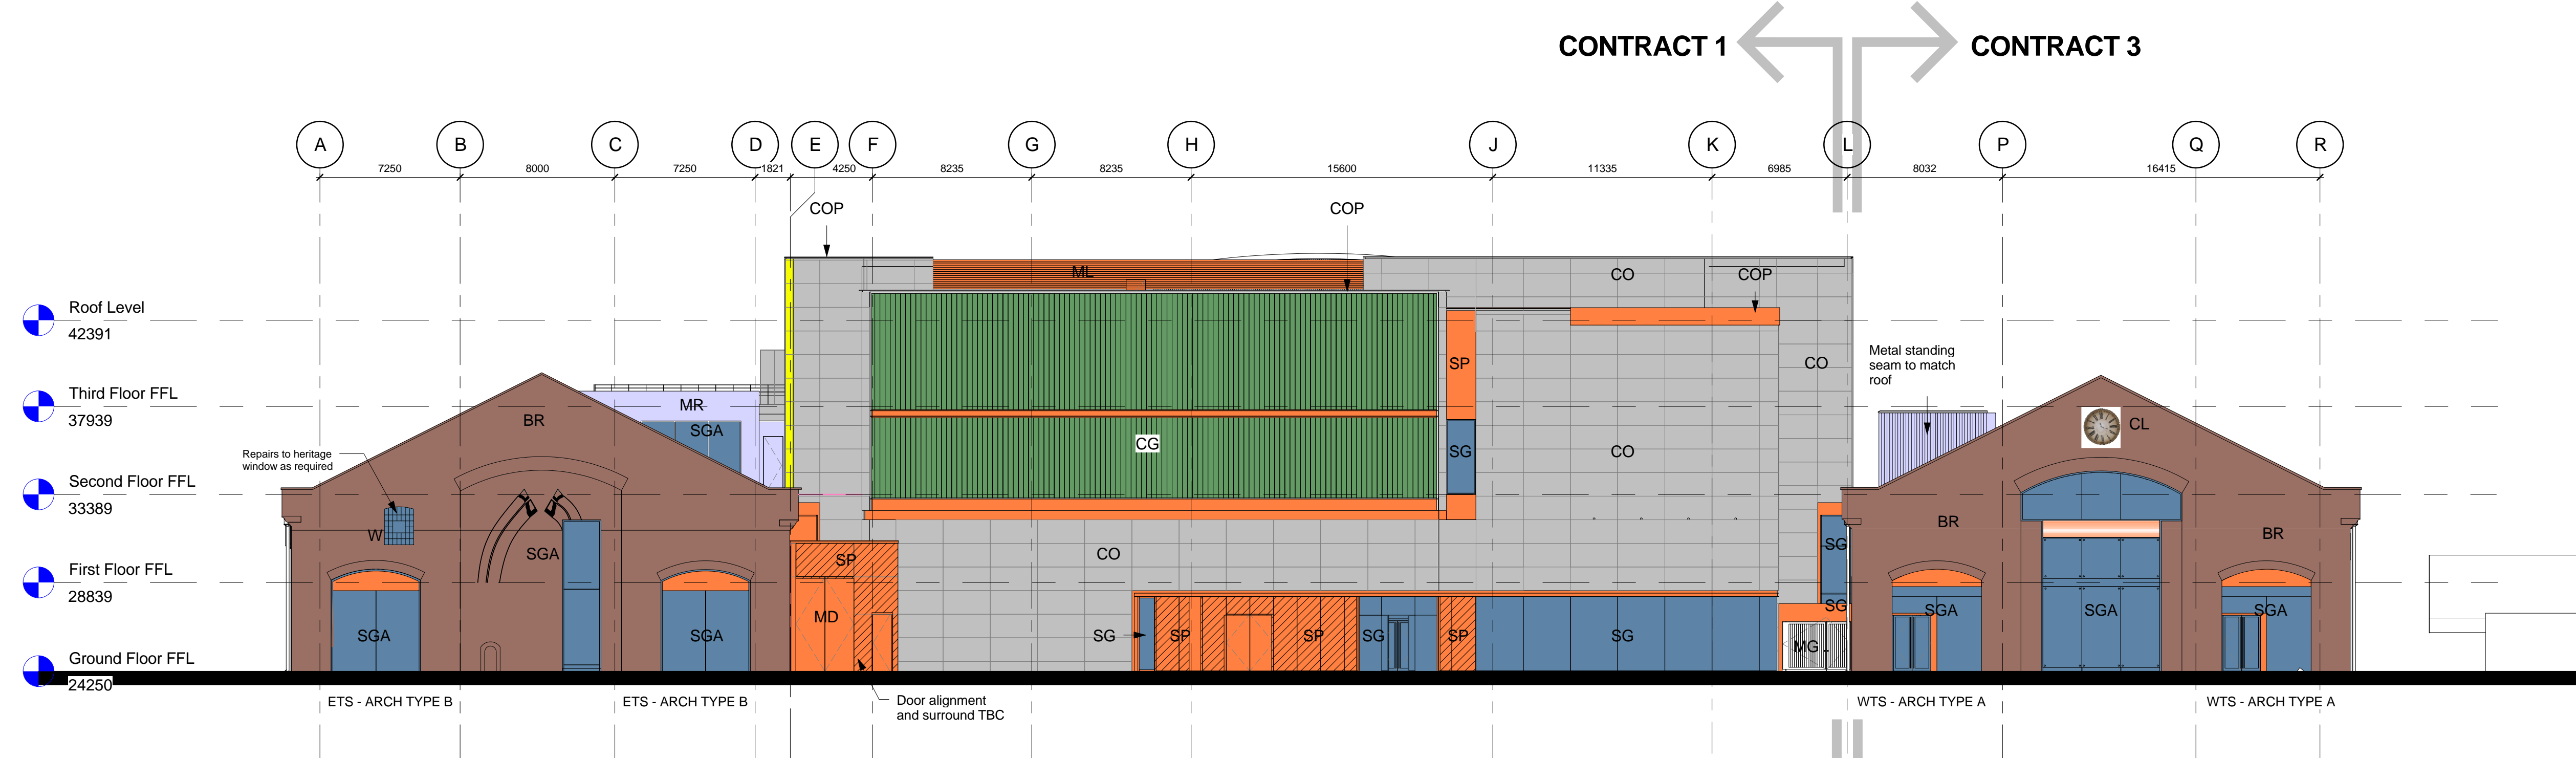 CONTRACT 1
CONTRACT 3
A
B
C
D
E
F
G
H
J
K
L
P
Q
R
7250
8000
7250
1821
4250
8235
8235
15600
11335
6985
8032
16415
COP
COP
ML
CO
COP
Roof Level
42391
SP
CO
Metal standing
seam to match
roof
Third Floor FFL
37939
MR
BR
SGA
CL
CG
SG
CO
Repairs to heritage
window as required
Second Floor FFL
33389
W
BR
BR
SGA
SP
CO
SG
First Floor FFL
28839
SGA
SGA
MD
SG
SP
SP
SG
SP
SG
SG
MG
SGA
SGA
SGA
Ground Floor FFL
24250
ETS - ARCH TYPE B
ETS - ARCH TYPE B
Door alignment
and surround TBC
WTS - ARCH TYPE A
WTS - ARCH TYPE A